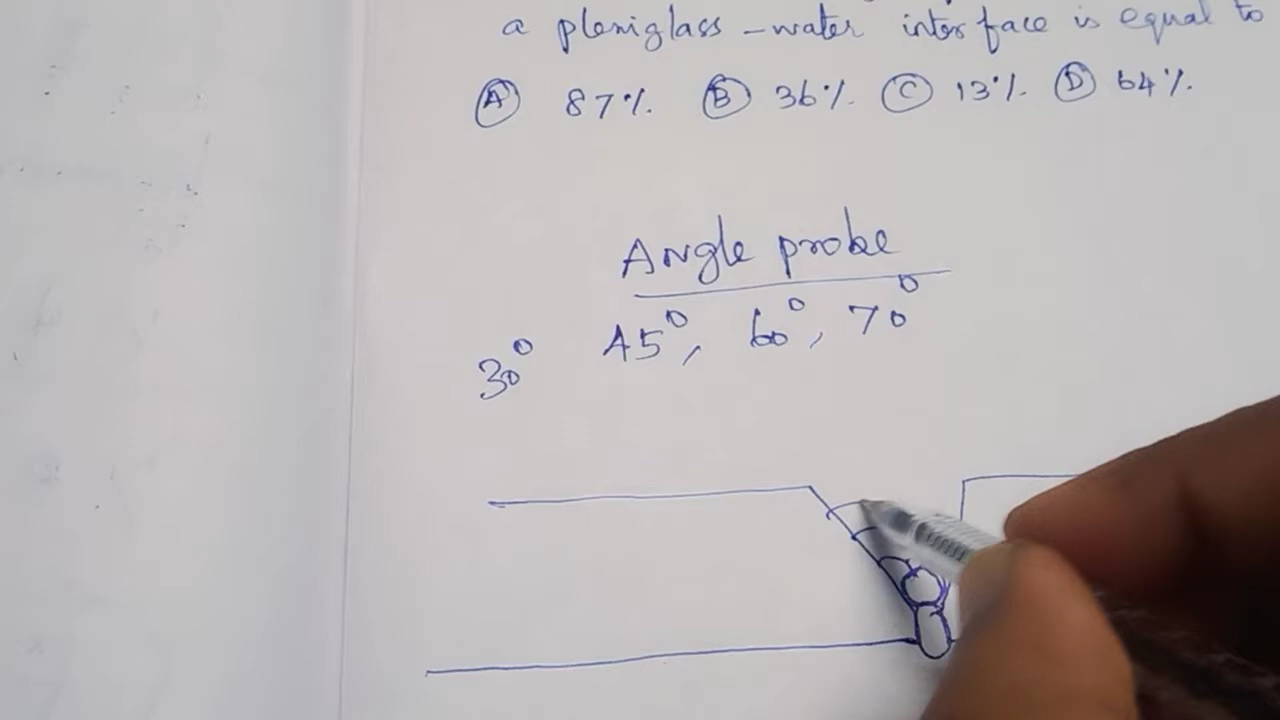 a plexiglass - water interface is equal to
Ⓐ 87% Ⓑ 36% Ⓒ 13% Ⓓ 64%
Angle probe
30° 45°, 60°, 70°